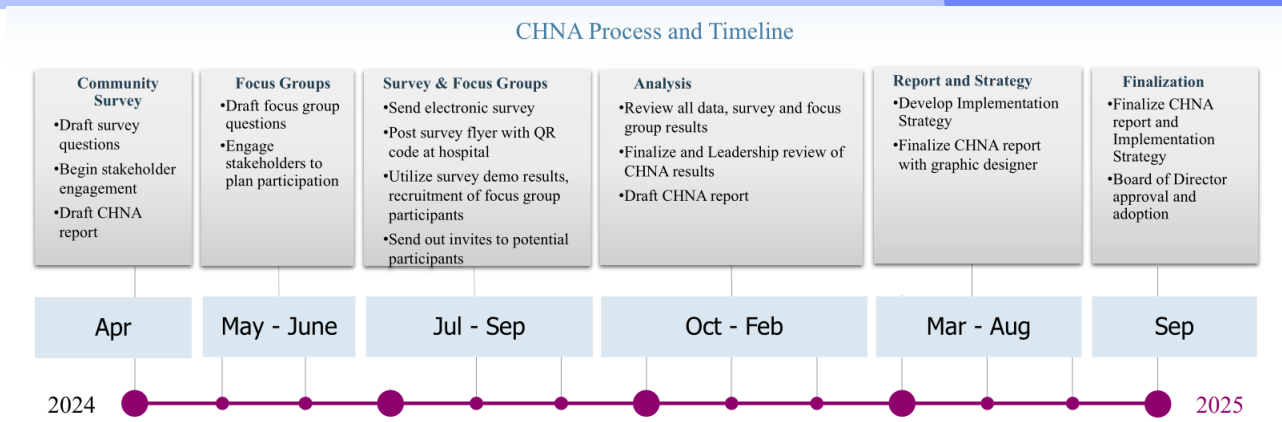 CHNA Process and Timeline
Community
Survey
•Draft survey
questions
•Begin stakeholder
engagement
•Draft CHNA
report
Focus Groups
•Draft focus group
questions
•Engage
stakeholders to
plan participation
Survey & Focus Groups
•Send electronic survey
•Post survey flyer with QR
code at hospital
•Utilize survey demo results,
recruitment of focus group
participants
•Send out invites to potential
participants
Analysis
•Review all data, survey and focus
group results
•Finalize and Leadership review of
CHNA results
•Draft CHNA report
Report and Strategy
•Develop Implementation
Strategy
•Finalize CHNA report
with graphic designer
Finalization
•Finalize CHNA
report and
Implementation
Strategy
•Board of Director
approval and
adoption
Apr
May - June
Jul - Sep
Oct - Feb
Mar - Aug
Sep
2024
2025